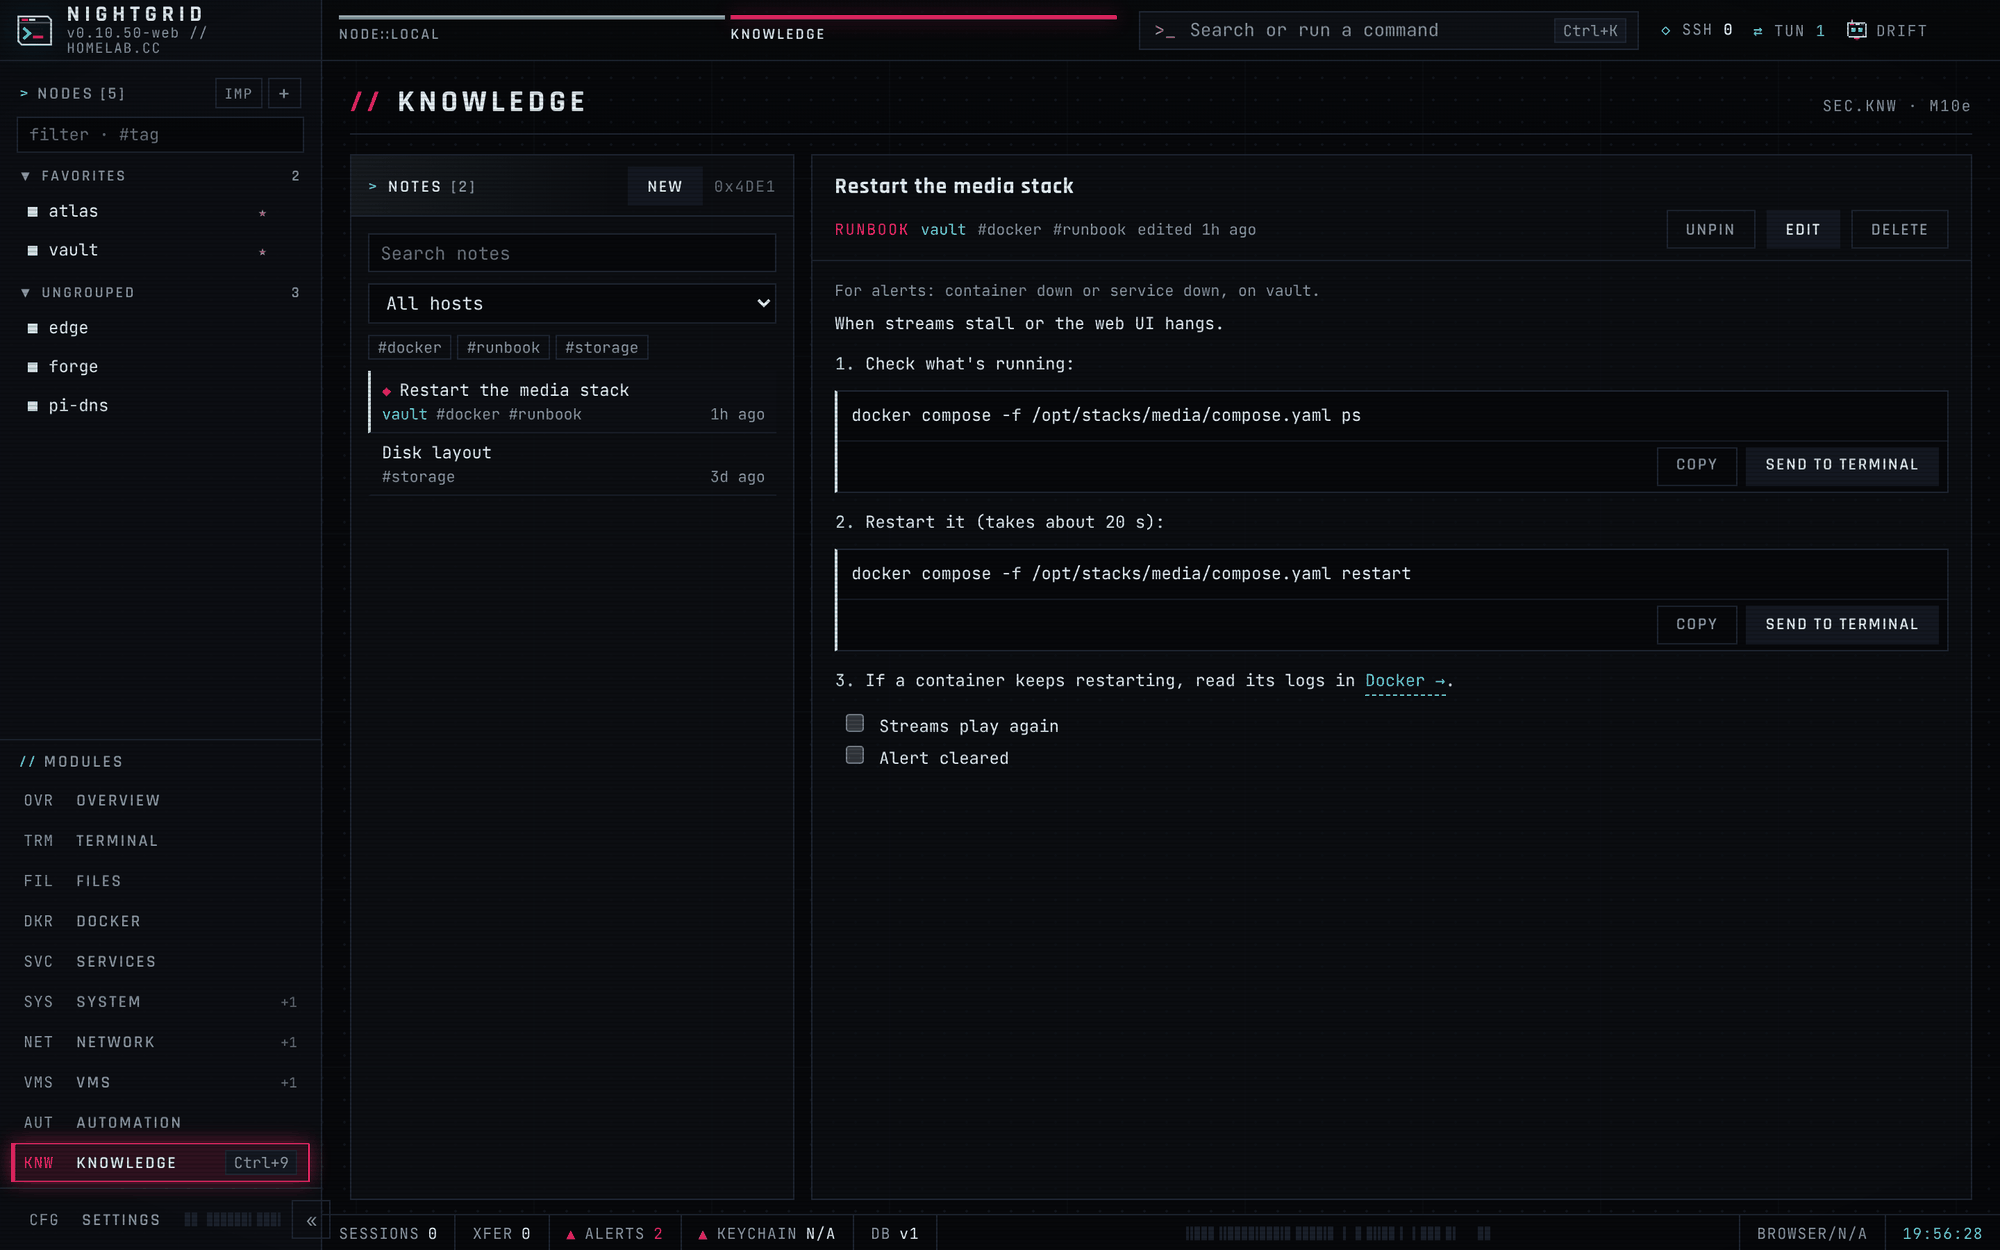 NIGHTGRID
v0.10.50-web //
HOMELAB.CC
NODE::LOCAL
KNOWLEDGE
>_ Search or run a command Ctrl+K
◇ SSH 0 ⇄ TUN 1 DRIFT
> NODES [5] IMP +
filter · #tag
▼ FAVORITES 2
atlas *
vault *
▼ UNGROUPED 3
edge
forge
pi-dns
// MODULES
OVR OVERVIEW
TRM TERMINAL
FIL FILES
DKR DOCKER
SVC SERVICES
SYS SYSTEM +1
NET NETWORK +1
VMS VMS +1
AUT AUTOMATION
KNW KNOWLEDGE Ctrl+9
CFG SETTINGS «
// KNOWLEDGE
SEC.KNW · M10e
> NOTES [2] NEW 0x4DE1
Search notes
All hosts
#docker #runbook #storage
◆ Restart the media stack
vault #docker #runbook 1h ago
Disk layout
#storage 3d ago
Restart the media stack
RUNBOOK vault #docker #runbook edited 1h ago
UNPIN EDIT DELETE
For alerts: container down or service down, on vault.
When streams stall or the web UI hangs.
1. Check what's running:
docker compose -f /opt/stacks/media/compose.yaml ps
COPY SEND TO TERMINAL
2. Restart it (takes about 20 s):
docker compose -f /opt/stacks/media/compose.yaml restart
COPY SEND TO TERMINAL
3. If a container keeps restarting, read its logs in Docker →.
Streams play again
Alert cleared
SESSIONS 0 XFER 0 ▲ ALERTS 2 ▲ KEYCHAIN N/A DB v1
BROWSER/N/A 19:56:28